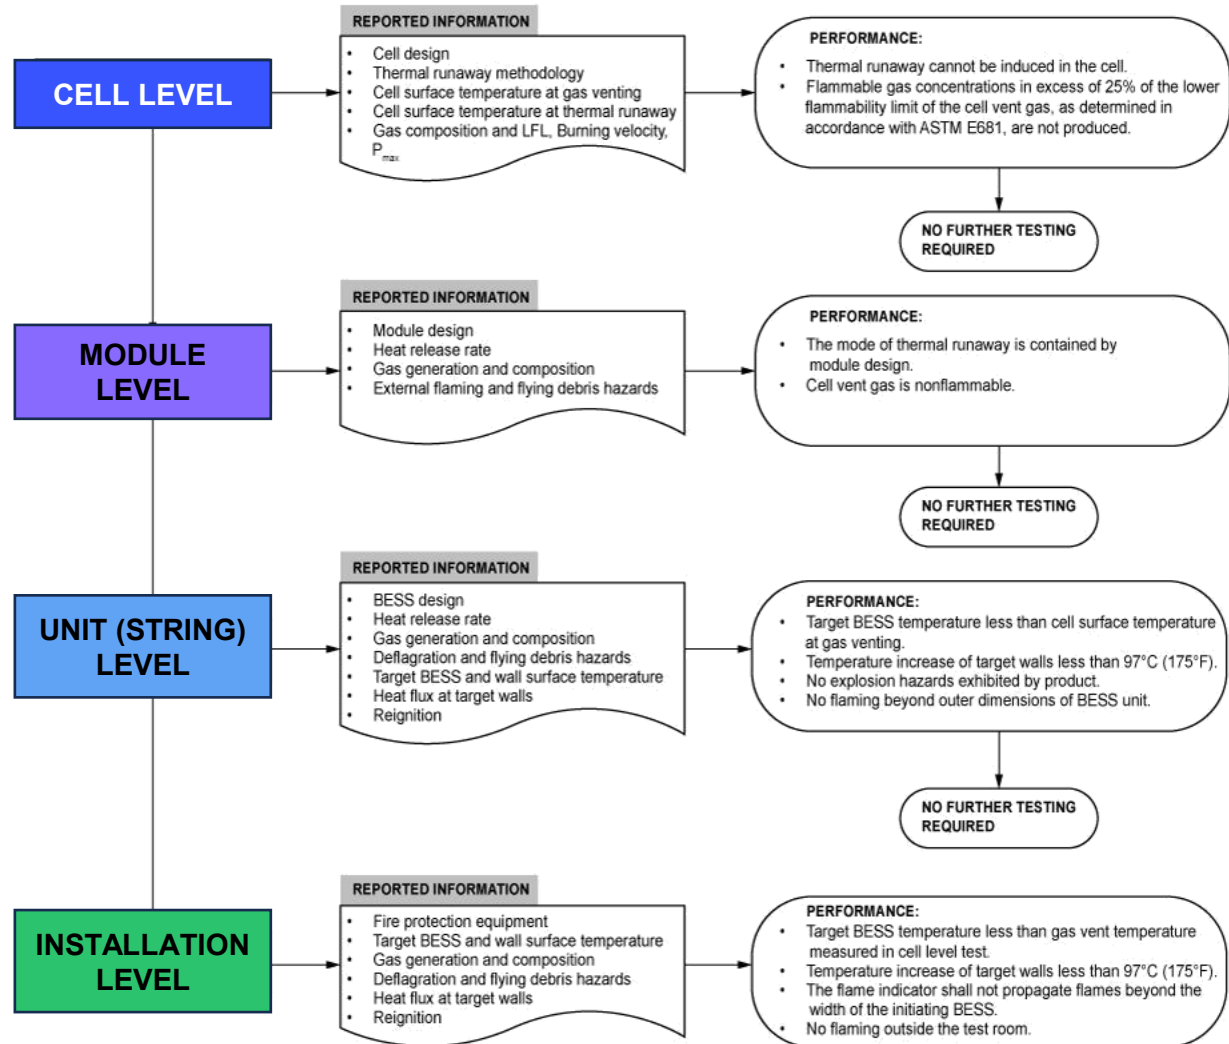 REPORTED INFORMATION
CELL LEVEL
• Cell design
• Thermal runaway methodology
• Cell surface temperature at gas venting
• Cell surface temperature at thermal runaway
• Gas composition and LFL, Burning velocity,
Pmax
PERFORMANCE:
• Thermal runaway cannot be induced in the cell.
• Flammable gas concentrations in excess of 25% of the lower
flammability limit of the cell vent gas, as determined in
accordance with ASTM E681, are not produced.
NO FURTHER TESTING
REQUIRED
REPORTED INFORMATION
MODULE
LEVEL
• Module design
• Heat release rate
• Gas generation and composition
• External flaming and flying debris hazards
PERFORMANCE:
• The mode of thermal runaway is contained by
module design.
• Cell vent gas is nonflammable.
NO FURTHER TESTING
REQUIRED
REPORTED INFORMATION
UNIT (STRING)
LEVEL
• BESS design
• Heat release rate
• Gas generation and composition
• Deflagration and flying debris hazards
• Target BESS and wall surface temperature
• Heat flux at target walls
• Reignition
PERFORMANCE:
• Target BESS temperature less than cell surface temperature
at gas venting.
• Temperature increase of target walls less than 97°C (175°F).
• No explosion hazards exhibited by product.
• No flaming beyond outer dimensions of BESS unit.
NO FURTHER TESTING
REQUIRED
REPORTED INFORMATION
INSTALLATION
LEVEL
• Fire protection equipment
• Target BESS and wall surface temperature
• Gas generation and composition
• Deflagration and flying debris hazards
• Heat flux at target walls
• Reignition
PERFORMANCE:
• Target BESS temperature less than gas vent temperature
measured in cell level test.
• Temperature increase of target walls less than 97°C (175°F).
• The flame indicator shall not propagate flames beyond the
width of the initiating BESS.
• No flaming outside the test room.